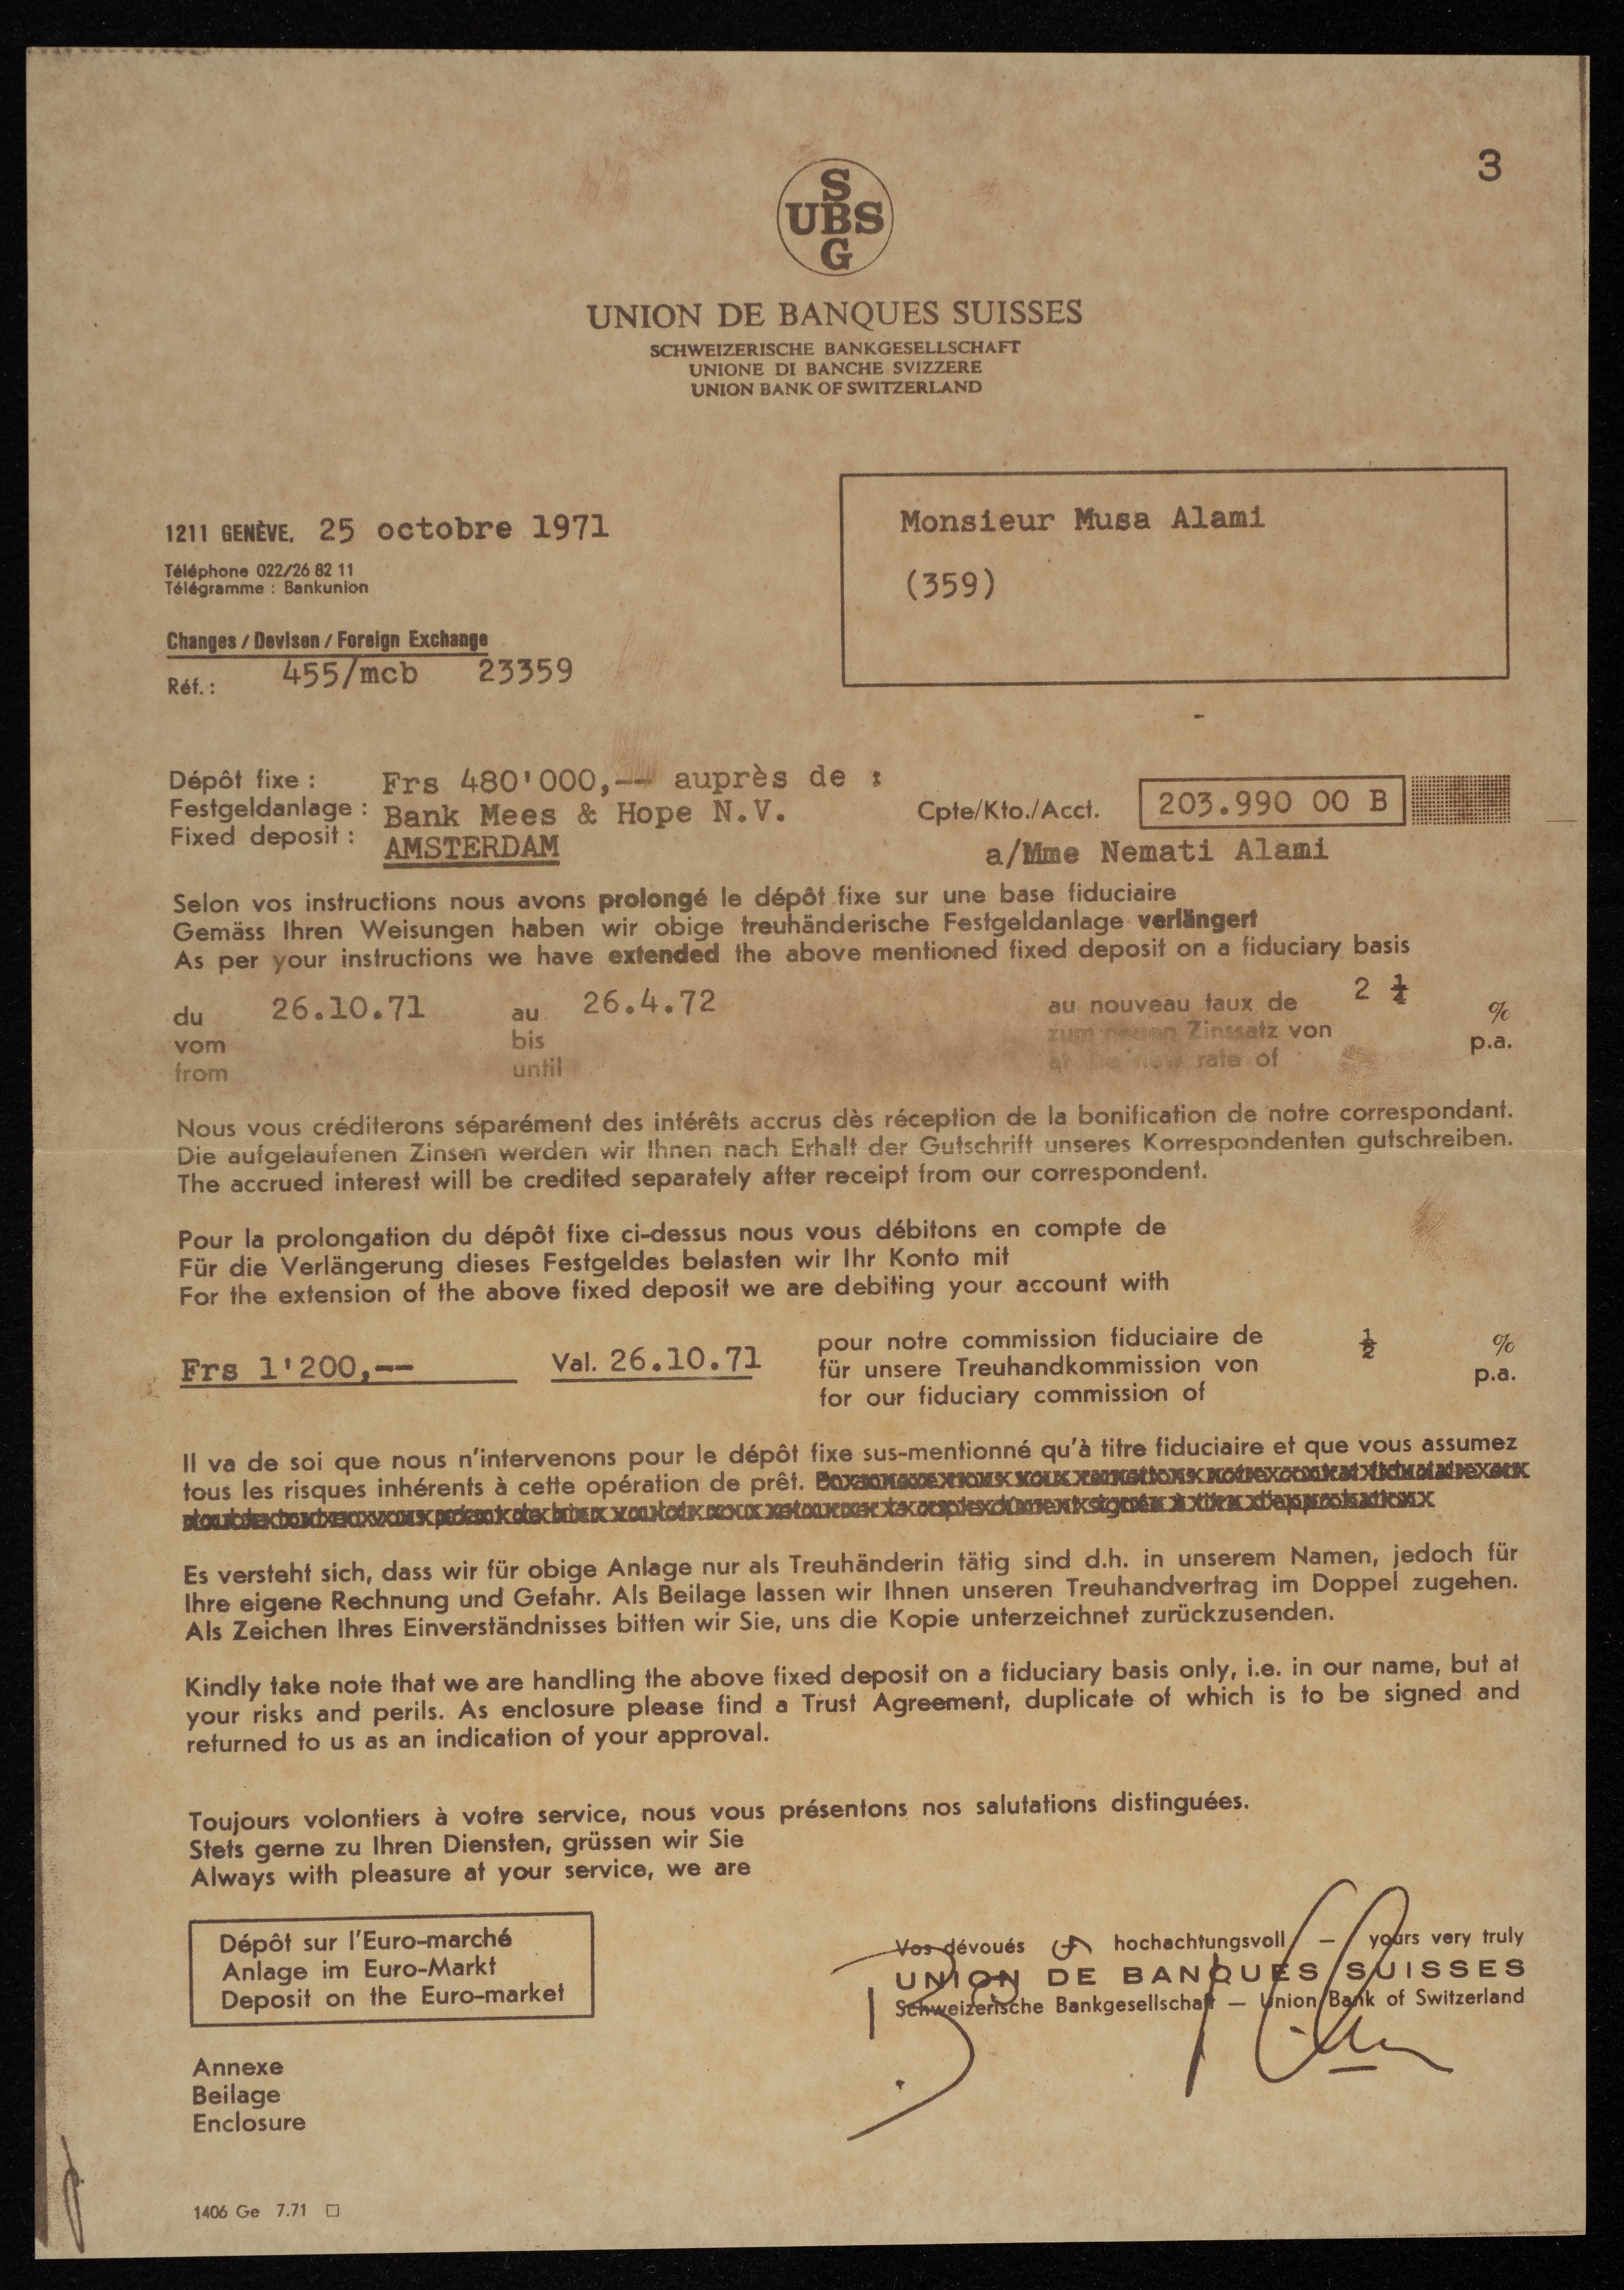 3
S
UBS
G
UNION DE BANQUES SUISSES
SCHWEIZERISCHE BANKGESELLSCHAFT
UNIONE DI BANCHE SVIZZERE
UNION BANK OF SWITZERLAND
1211 GENÈVE, 25 octobre 1971
Téléphone 022/26 82 11
Télégramme : Bankunion
Changes / Devisen / Foreign Exchange
Réf. : 455/mcb 23359
Monsieur Musa Alami
(359)
Dépôt fixe : Frs 480'000,-- auprès de :
Festgeldanlage : Bank Mees & Hope N.V.
Fixed deposit : AMSTERDAM
Cpte/Kto./Acct. 203.990 00 B
a/Mme Nemati Alami
Selon vos instructions nous avons prolongé le dépôt fixe sur une base fiduciaire
Gemäss Ihren Weisungen haben wir obige treuhänderische Festgeldanlage verlängert
As per your instructions we have extended the above mentioned fixed deposit on a fiduciary basis
du 26.10.71 au 26.4.72 au nouveau taux de 2 1/4 %
vom bis zum neuen Zinssatz von p.a.
from until at the new rate of
Nous vous créditerons séparément des intérêts accrus dès réception de la bonification de notre correspondant.
Die aufgelaufenen Zinsen werden wir Ihnen nach Erhalt der Gutschrift unseres Korrespondenten gutschreiben.
The accrued interest will be credited separately after receipt from our correspondent.
Pour la prolongation du dépôt fixe ci-dessus nous vous débitons en compte de
Für die Verlängerung dieses Festgeldes belasten wir Ihr Konto mit
For the extension of the above fixed deposit we are debiting your account with
Frs 1'200,-- Val. 26.10.71
pour notre commission fiduciaire de 1/2 %
für unsere Treuhandkommission von p.a.
for our fiduciary commission of
Il va de soi que nous n'intervenons pour le dépôt fixe sus-mentionné qu'à titre fiduciaire et que vous assumez
tous les risques inhérents à cette opération de prêt.
Es versteht sich, dass wir für obige Anlage nur als Treuhänderin tätig sind d.h. in unserem Namen, jedoch für
Ihre eigene Rechnung und Gefahr. Als Beilage lassen wir Ihnen unseren Treuhandvertrag im Doppel zugehen.
Als Zeichen Ihres Einverständnisses bitten wir Sie, uns die Kopie unterzeichnet zurückzusenden.
Kindly take note that we are handling the above fixed deposit on a fiduciary basis only, i.e. in our name, but at
your risks and perils. As enclosure please find a Trust Agreement, duplicate of which is to be signed and
returned to us as an indication of your approval.
Toujours volontiers à votre service, nous vous présentons nos salutations distinguées.
Stets gerne zu Ihren Diensten, grüssen wir Sie
Always with pleasure at your service, we are
Dépôt sur l'Euro-marché
Anlage im Euro-Markt
Deposit on the Euro-market
Vos dévoués hochachtungsvoll — yours very truly
UNION DE BANQUES SUISSES
Schweizerische Bankgesellschaft — Union Bank of Switzerland
Annexe
Beilage
Enclosure
1406 Ge 7.71